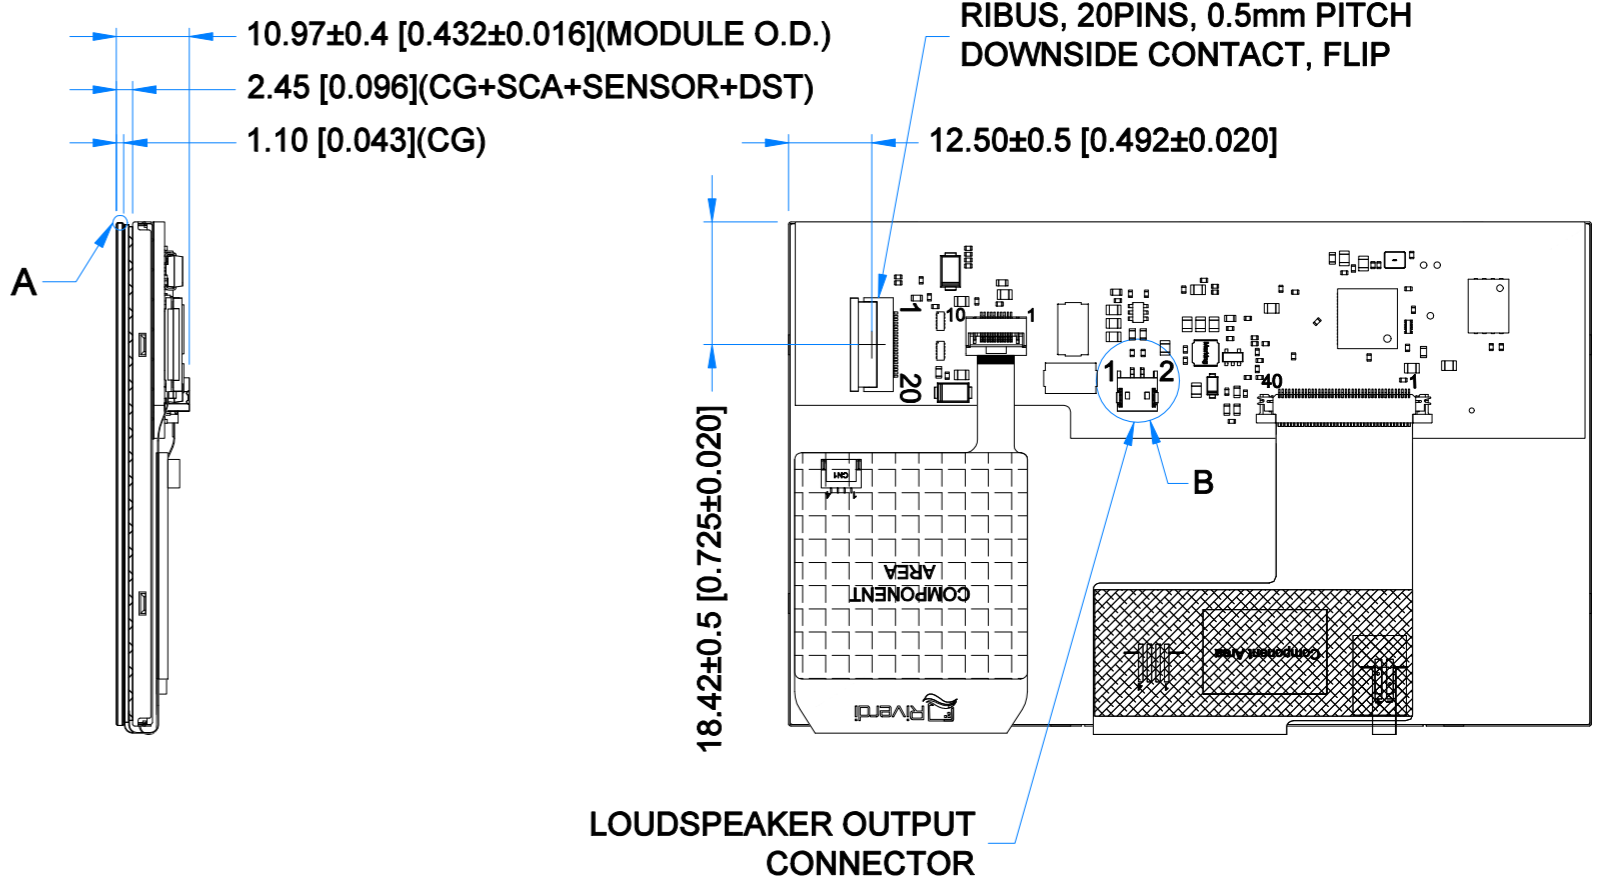 10.97±0.4 [0.432±0.016](MODULE O.D.)
2.45 [0.096](CG+SCA+SENSOR+DST)
1.10 [0.043](CG)
RIBUS, 20PINS, 0.5mm PITCH
DOWNSIDE CONTACT, FLIP
12.50±0.5 [0.492±0.020]
A
18.42±0.5 [0.725±0.020]
1
20
10
1
1
2
40
1
B
CN1
COMPONENT
AREA
Component Area
Riverdi
LOUDSPEAKER OUTPUT
CONNECTOR